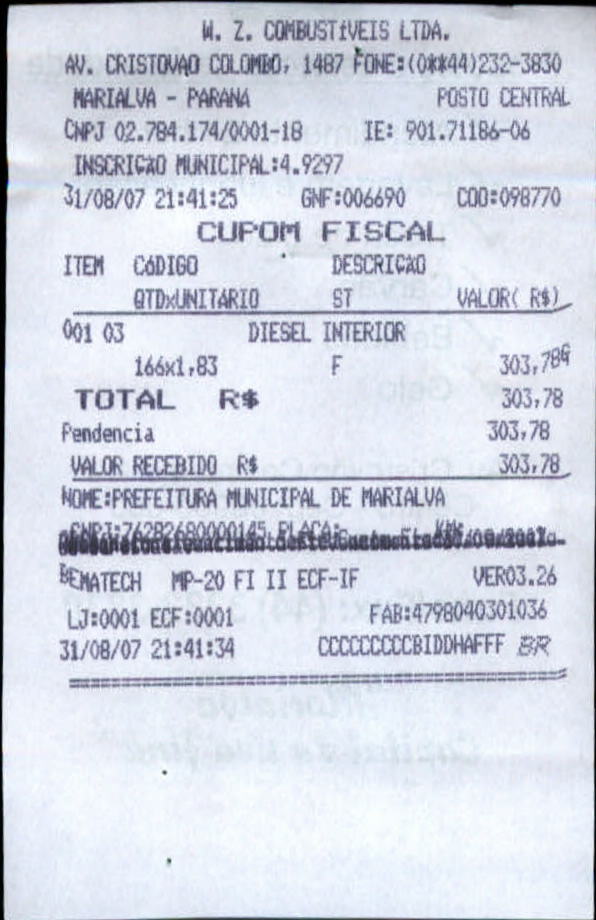 W. Z. COMBUSTíVEIS LTDA.
AV. CRISTOVAO COLOMBO, 1487 FONE:(0**44)232-3830
MARIALVA - PARANA POSTO CENTRAL
CNPJ 02.784.174/0001-18 IE: 901.71186-06
INSCRIÇÃO MUNICIPAL:4.9297
31/08/07 21:41:25 GNF:006690 COO:098770
CUPOM FISCAL
ITEM CóDIGO DESCRIÇÃO
QTDxUNITáRIO ST VALOR( R$)
001 03 DIESEL INTERIOR
166x1,83 F 303,78G
TOTAL R$ 303,78
Pendencia 303,78
VALOR RECEBIDO R$ 303,78
NOME:PREFEITURA MUNICIPAL DE MARIALVA
CNPJ:76282680000145 PLACA: KM:
BEMATECH MP-20 FI II ECF-IF VER03.26
LJ:0001 ECF:0001 FAB:4798040301036
31/08/07 21:41:34 CCCCCCCCCBIDDHAFFF BR